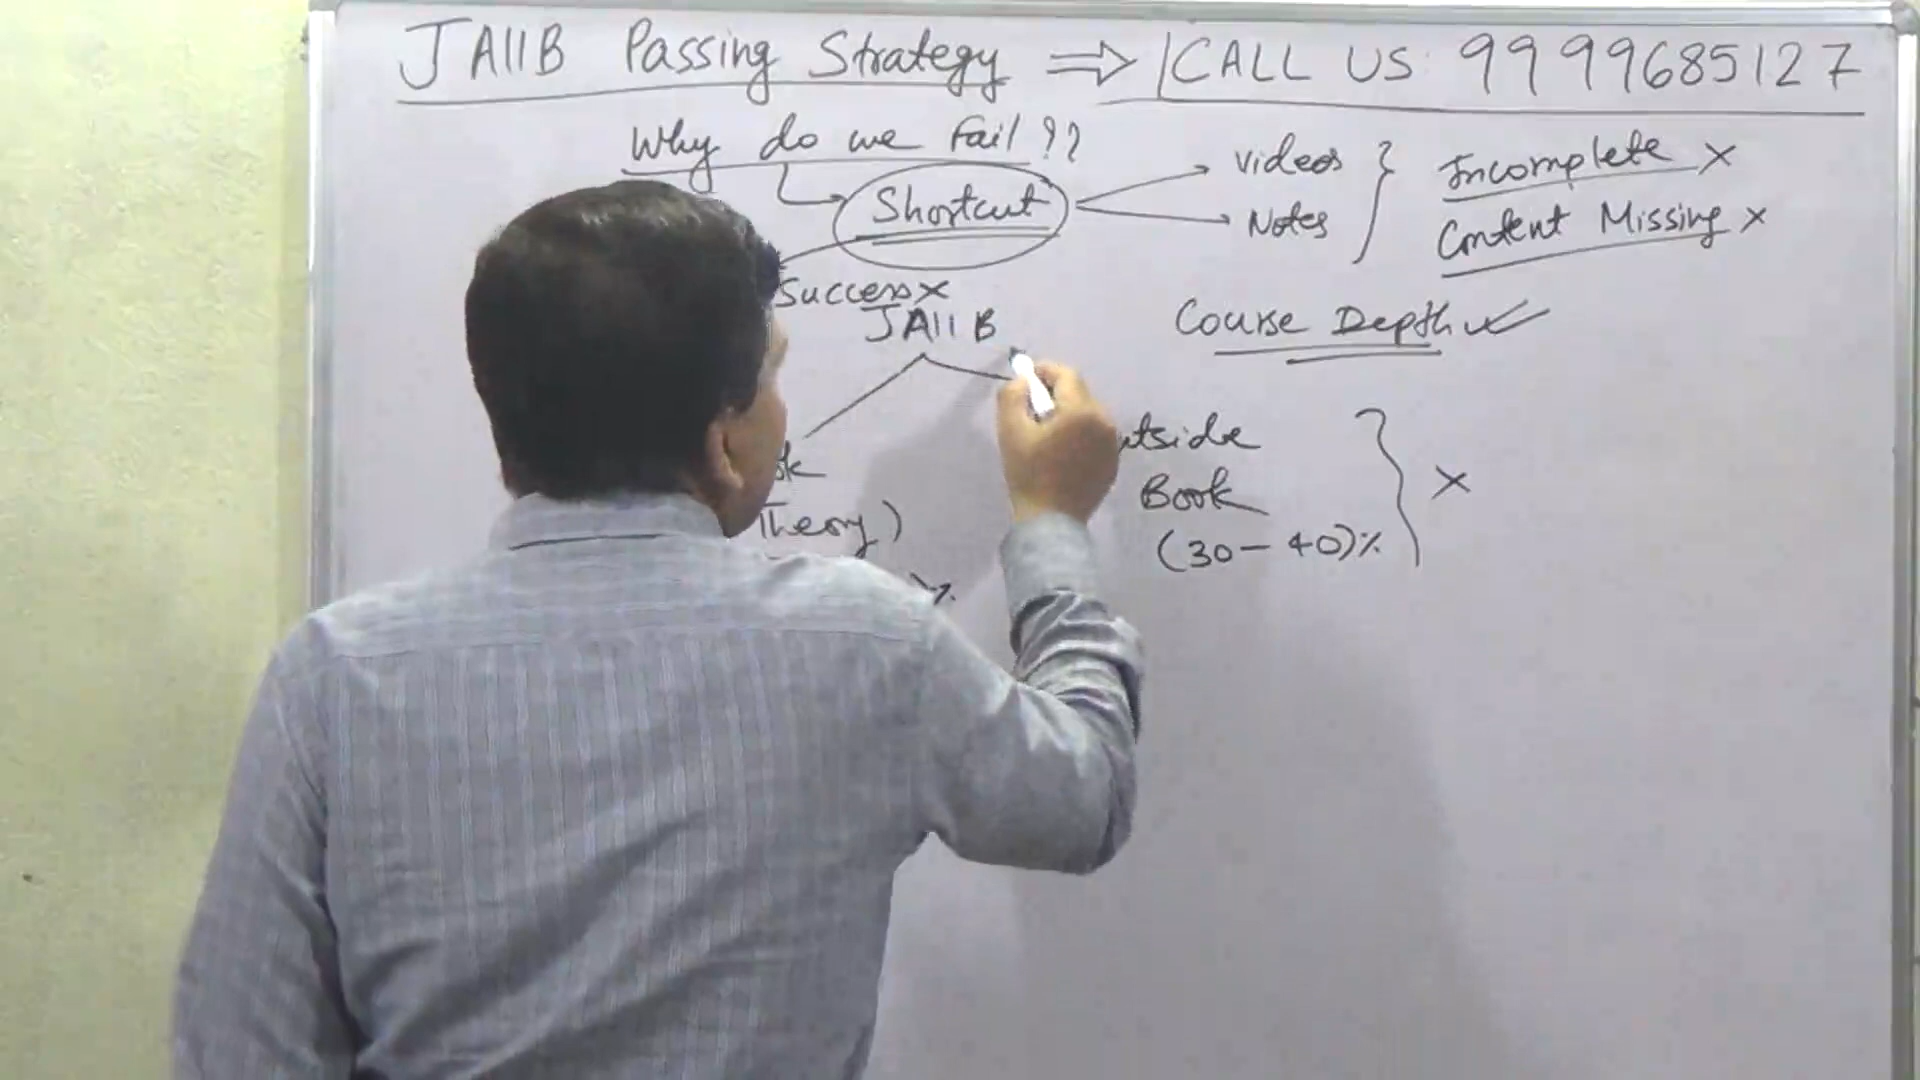 JAIIB Passing Strategy ⇒ CALL US: 9999685127
Why do we fail ??
Shortcut
videos
Notes
Incomplete ×
Content Missing ×
Success ×
JAIIB
Course Depth ✓
Book
(30-40)%
×
Theory)
%